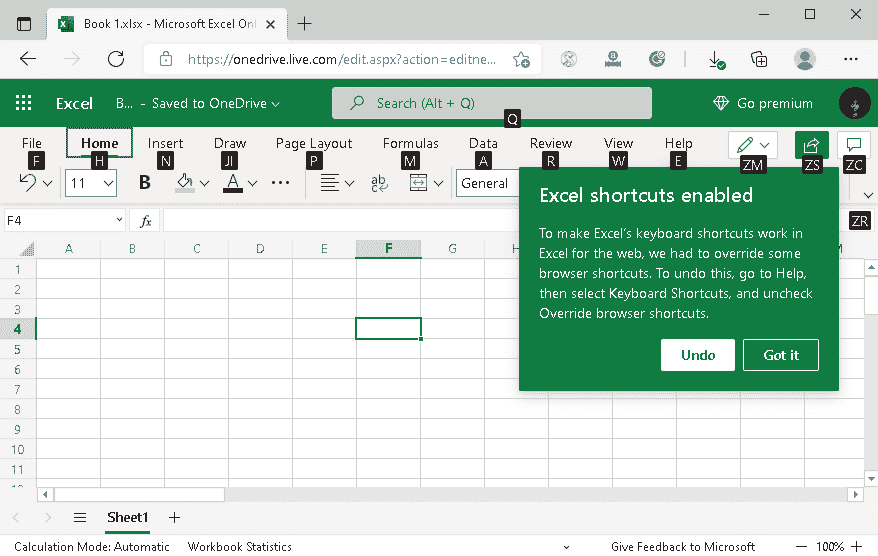 Book 1.xlsx - Microsoft Excel Onl
https://onedrive.live.com/edit.aspx?action=editne...
Excel B... - Saved to OneDrive Search (Alt + Q) Go premium
Q
File Home Insert Draw Page Layout Formulas Data Review View Help
F H N JI P M A R W E ZM ZS ZC
11 B A ab General
F4 fx ZR
A B C D E F G H M
1
2
3
4
5
6
7
8
9
10
11
Excel shortcuts enabled
To make Excel's keyboard shortcuts work in
Excel for the web, we had to override some
browser shortcuts. To undo this, go to Help,
then select Keyboard Shortcuts, and uncheck
Override browser shortcuts.
Undo Got it
Sheet1
Calculation Mode: Automatic Workbook Statistics Give Feedback to Microsoft 100%